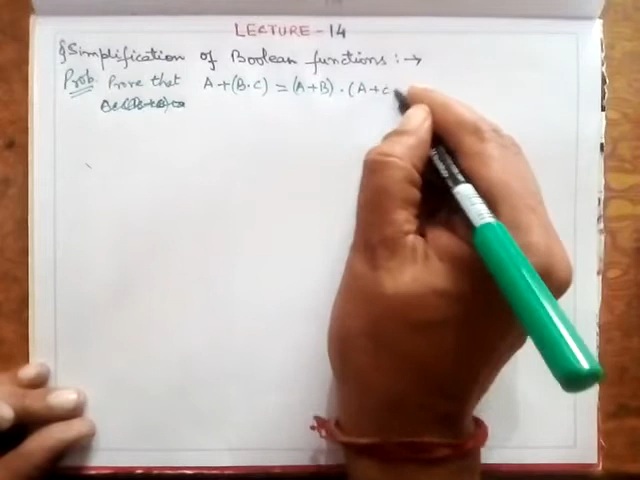 LECTURE - 14
§ Simplification of Boolean functions :→
Prob. Prove that A+(B·C) = (A+B) · (A+C